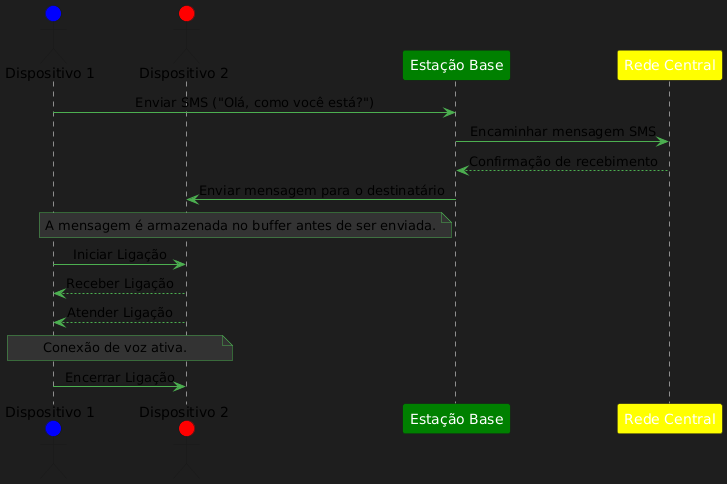 Dispositivo 1
Dispositivo 2
Estação Base
Rede Central
Enviar SMS ("Olá, como você está?")
Encaminhar mensagem SMS
Confirmação de recebimento
Enviar mensagem para o destinatário
A mensagem é armazenada no buffer antes de ser enviada.
Iniciar Ligação
Receber Ligação
Atender Ligação
Conexão de voz ativa.
Encerrar Ligação
Dispositivo 1
Dispositivo 2
Estação Base
Rede Central